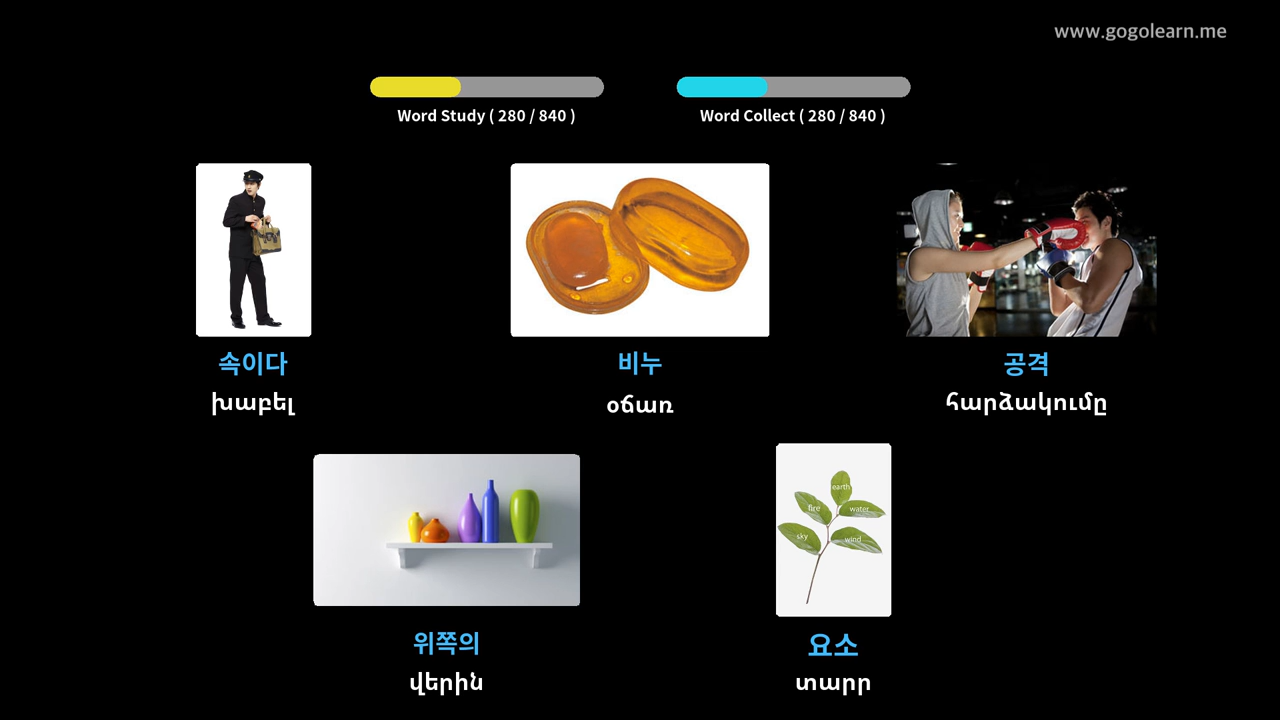 www.gogolearn.me
Word Study ( 280 / 840 )
Word Collect ( 280 / 840 )
속이다
խաբել
비누
օճառ
공격
հարձակումը
earth
fire
water
sky
wind
위쪽의
վերին
요소
տարր